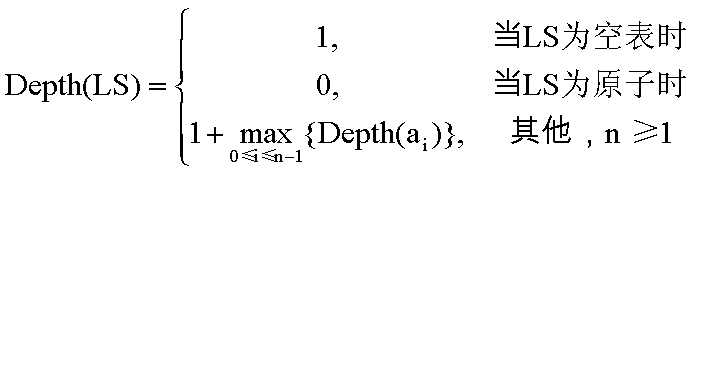 1, 当LS为空表时
Depth(LS) = { 0, 当LS为原子时
1 + max {Depth(aᵢ)}, 其他，n ≥1
0≤i≤n−1